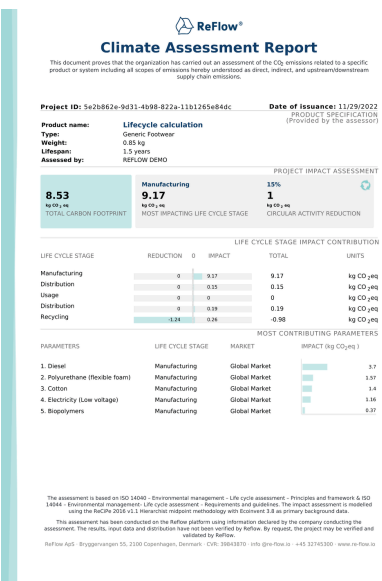 ReFlow®
Climate Assessment Report
This document proves that the organization has carried out an assessment of the CO₂ emissions related to a specific
product or system including all scopes of emissions hereby understood as direct, indirect, and upstream/downstream
supply chain emissions.
Project ID: 5e2b862e-9d31-4b98-822a-11b1265e84dc Date of issuance: 11/29/2022
PRODUCT SPECIFICATION
(Provided by the assessor)
Product name: Lifecycle calculation
Type: Generic Footwear
Weight: 0.85 kg
Lifespan: 1.5 years
Assessed by: REFLOW DEMO
PROJECT IMPACT ASSESSMENT
Manufacturing 15%
8.53 9.17 1
kg CO₂ eq kg CO₂ eq kg CO₂ eq
TOTAL CARBON FOOTPRINT MOST IMPACTING LIFE CYCLE STAGE CIRCULAR ACTIVITY REDUCTION
LIFE CYCLE STAGE IMPACT CONTRIBUTION
LIFE CYCLE STAGE REDUCTION 0 IMPACT TOTAL UNITS
Manufacturing 0 9.17 9.17 kg CO₂eq
Distribution 0 0.15 0.15 kg CO₂eq
Usage 0 0 0 kg CO₂eq
Distribution 0 0.19 0.19 kg CO₂eq
Recycling -1.24 0.26 -0.98 kg CO₂eq
MOST CONTRIBUTING PARAMETERS
PARAMETERS LIFE CYCLE STAGE MARKET IMPACT (kg CO₂eq )
1. Diesel Manufacturing Global Market 3.7
2. Polyurethane (flexible foam) Manufacturing Global Market 1.57
3. Cotton Manufacturing Global Market 1.4
4. Electricity (Low voltage) Manufacturing Global Market 1.16
5. Biopolymers Manufacturing Global Market 0.37
The assessment is based on ISO 14040 – Environmental management – Life cycle assessment – Principles and framework & ISO
14044 – Environmental management– Life cycle assessment – Requirements and guidelines. The impact assessment is modelled
using the ReCiPe 2016 v1.1 Hierarchist midpoint methodology with Ecoinvent 3.8 as primary background data.
This assessment has been conducted on the Reflow platform using information declared by the company conducting the
assessment. The results, input data and distribution have not been verified by Reflow. By request, the project may be verified and
validated by ReFlow.
ReFlow ApS · Bryggervangen 55, 2100 Copenhagen, Denmark · CVR: 39843870 · info @re-flow.io · +45 32745300 · www.re-flow.io